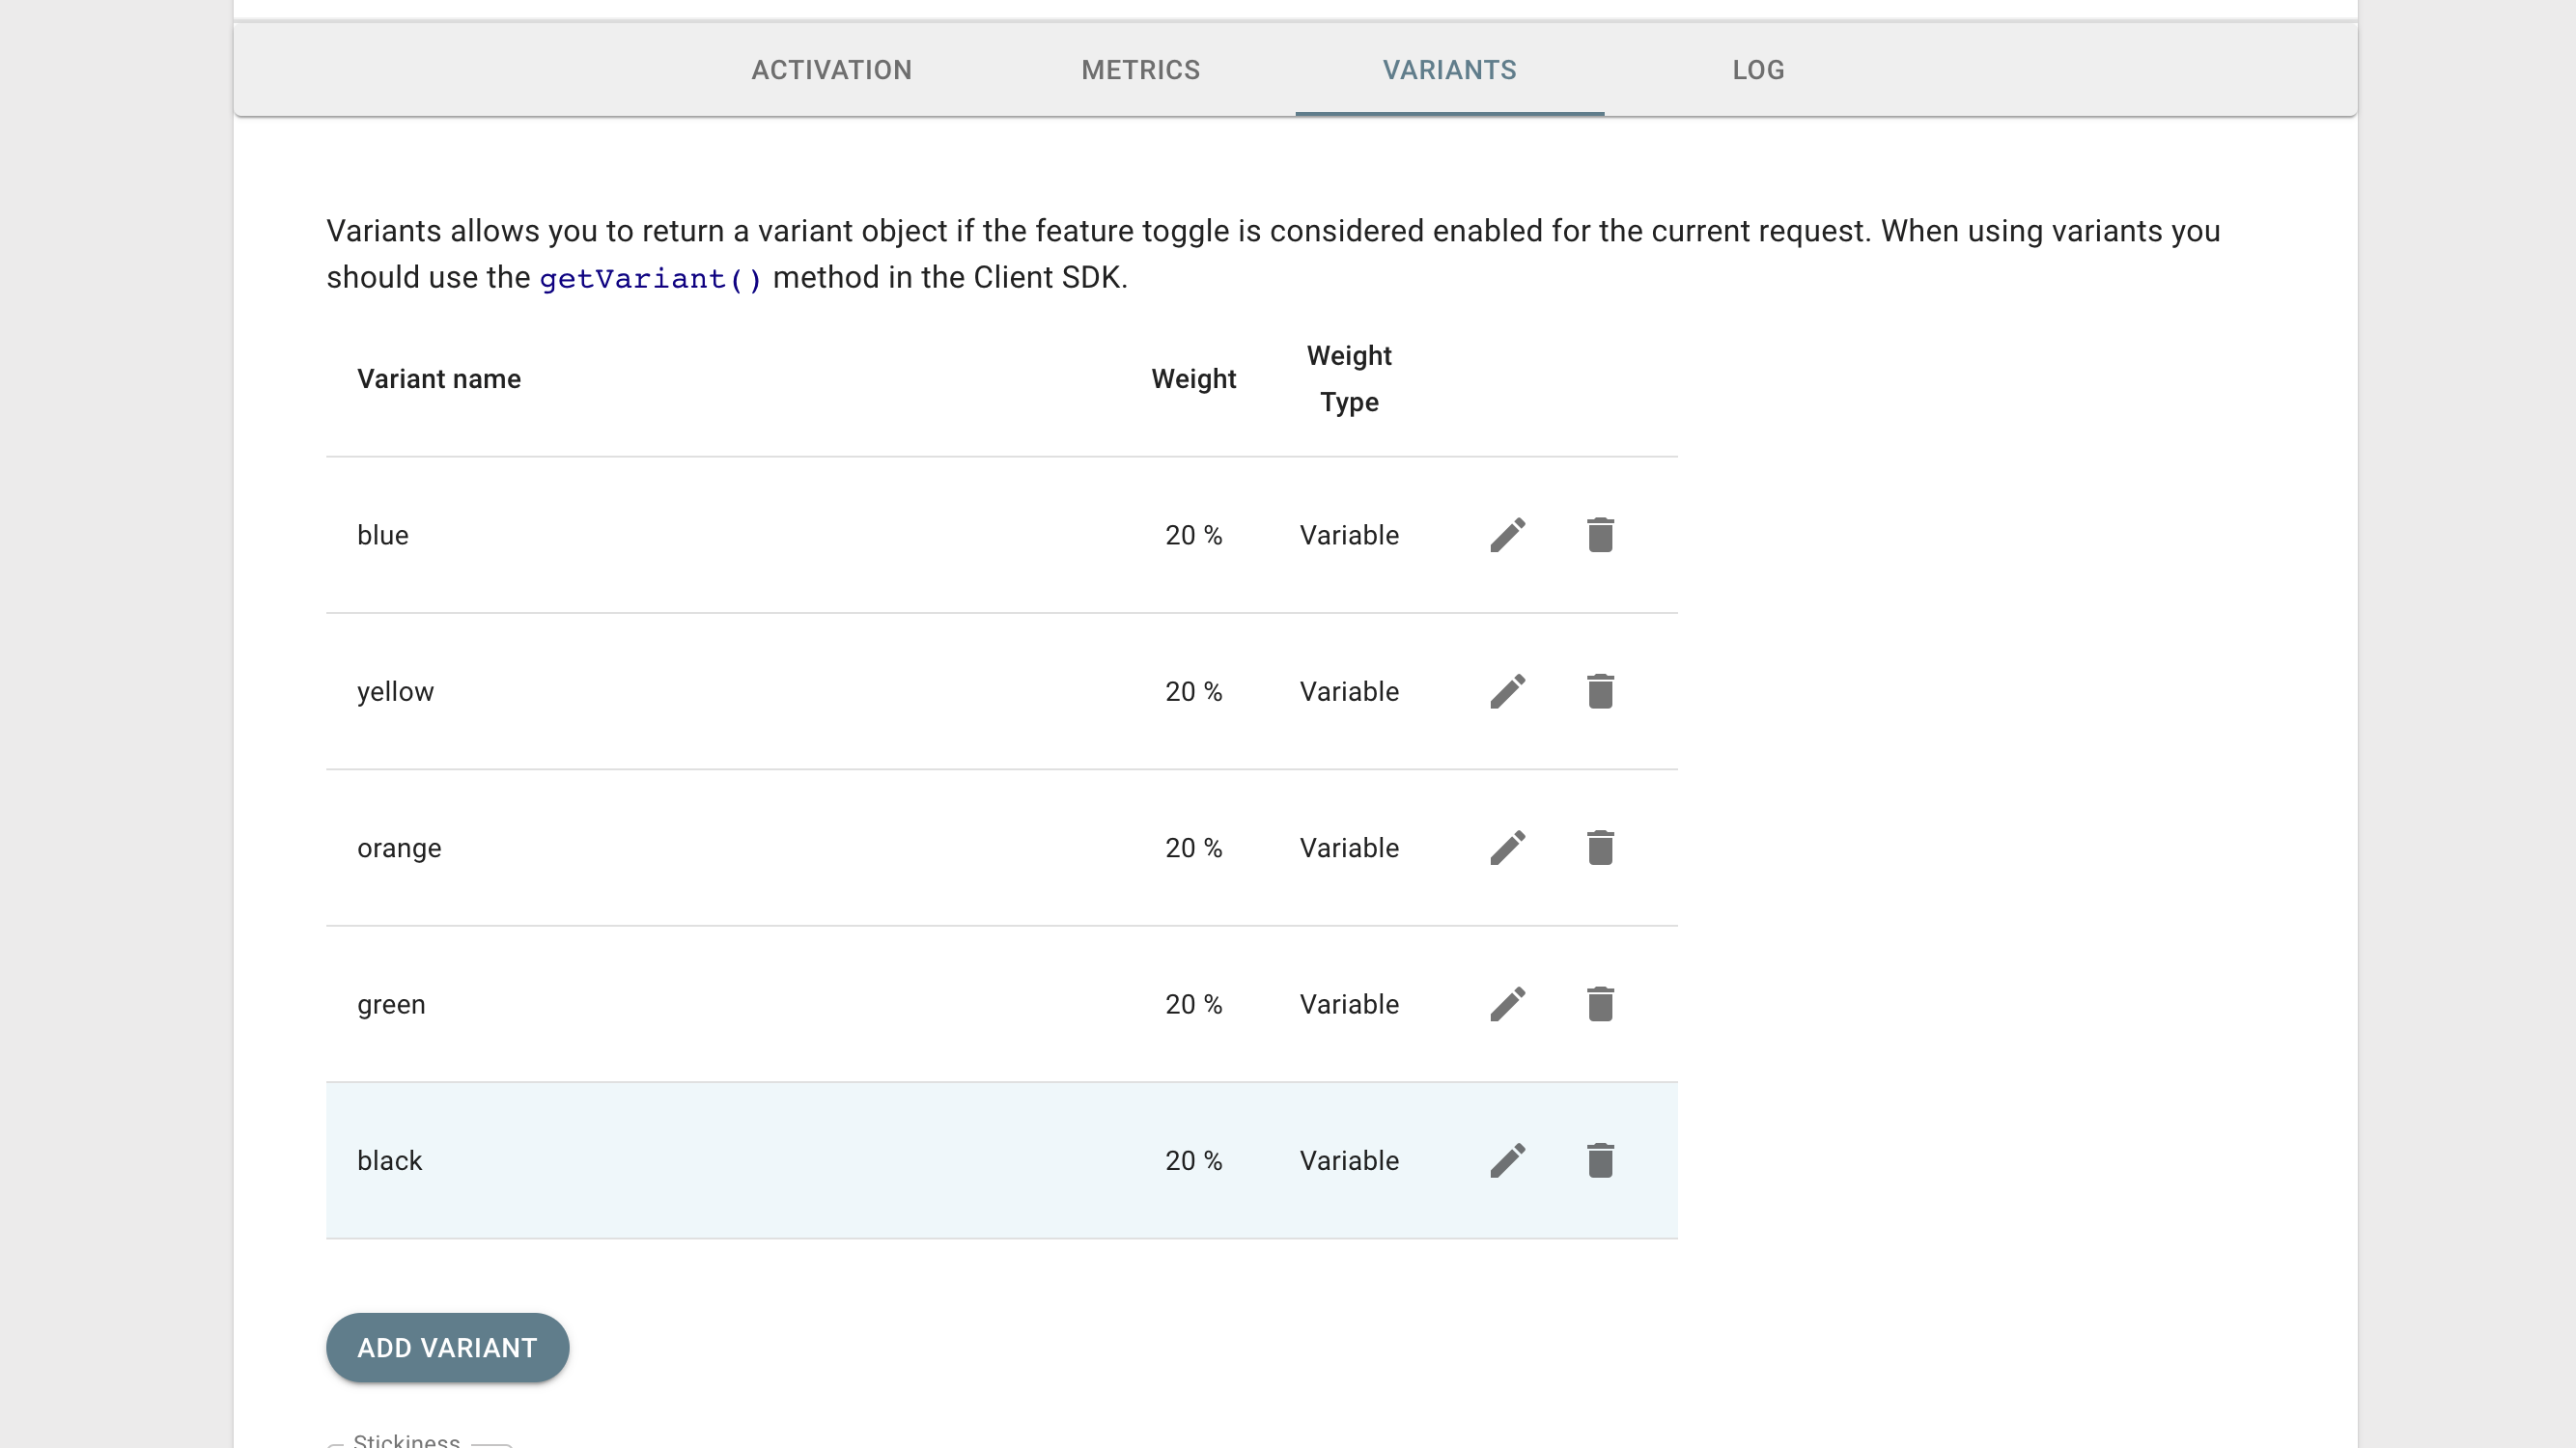 ACTIVATION METRICS VARIANTS LOG
Variants allows you to return a variant object if the feature toggle is considered enabled for the current request. When using variants you
should use the getVariant() method in the Client SDK.
Variant name Weight Weight Type
blue 20 % Variable
yellow 20 % Variable
orange 20 % Variable
green 20 % Variable
black 20 % Variable
ADD VARIANT
Stickiness